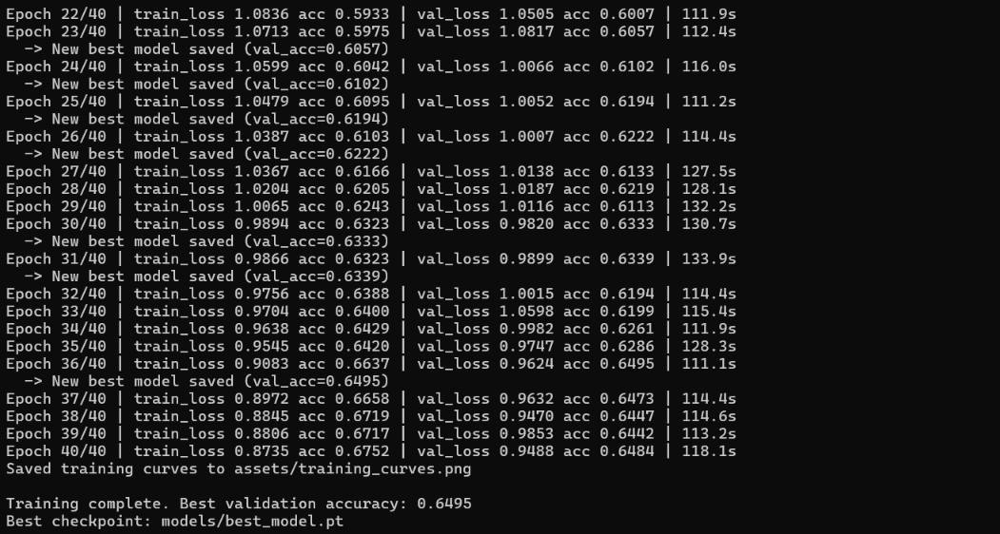 Epoch 22/40 | train_loss 1.0836 acc 0.5933 | val_loss 1.0505 acc 0.6007 | 111.9s
Epoch 23/40 | train_loss 1.0713 acc 0.5975 | val_loss 1.0817 acc 0.6057 | 112.4s
  -> New best model saved (val_acc=0.6057)
Epoch 24/40 | train_loss 1.0599 acc 0.6042 | val_loss 1.0066 acc 0.6102 | 116.0s
  -> New best model saved (val_acc=0.6102)
Epoch 25/40 | train_loss 1.0479 acc 0.6095 | val_loss 1.0052 acc 0.6194 | 111.2s
  -> New best model saved (val_acc=0.6194)
Epoch 26/40 | train_loss 1.0387 acc 0.6103 | val_loss 1.0007 acc 0.6222 | 114.4s
  -> New best model saved (val_acc=0.6222)
Epoch 27/40 | train_loss 1.0367 acc 0.6166 | val_loss 1.0138 acc 0.6133 | 127.5s
Epoch 28/40 | train_loss 1.0204 acc 0.6205 | val_loss 1.0187 acc 0.6219 | 128.1s
Epoch 29/40 | train_loss 1.0065 acc 0.6243 | val_loss 1.0116 acc 0.6113 | 132.2s
Epoch 30/40 | train_loss 0.9894 acc 0.6323 | val_loss 0.9820 acc 0.6333 | 130.7s
  -> New best model saved (val_acc=0.6333)
Epoch 31/40 | train_loss 0.9866 acc 0.6323 | val_loss 0.9899 acc 0.6339 | 133.9s
  -> New best model saved (val_acc=0.6339)
Epoch 32/40 | train_loss 0.9756 acc 0.6388 | val_loss 1.0015 acc 0.6194 | 114.4s
Epoch 33/40 | train_loss 0.9704 acc 0.6400 | val_loss 1.0598 acc 0.6199 | 115.4s
Epoch 34/40 | train_loss 0.9638 acc 0.6429 | val_loss 0.9982 acc 0.6261 | 111.9s
Epoch 35/40 | train_loss 0.9545 acc 0.6420 | val_loss 0.9747 acc 0.6286 | 128.3s
Epoch 36/40 | train_loss 0.9083 acc 0.6637 | val_loss 0.9624 acc 0.6495 | 111.1s
  -> New best model saved (val_acc=0.6495)
Epoch 37/40 | train_loss 0.8972 acc 0.6658 | val_loss 0.9632 acc 0.6473 | 114.4s
Epoch 38/40 | train_loss 0.8845 acc 0.6719 | val_loss 0.9470 acc 0.6447 | 114.6s
Epoch 39/40 | train_loss 0.8806 acc 0.6717 | val_loss 0.9853 acc 0.6442 | 113.2s
Epoch 40/40 | train_loss 0.8735 acc 0.6752 | val_loss 0.9488 acc 0.6484 | 118.1s
Saved training curves to assets/training_curves.png

Training complete. Best validation accuracy: 0.6495
Best checkpoint: models/best_model.pt